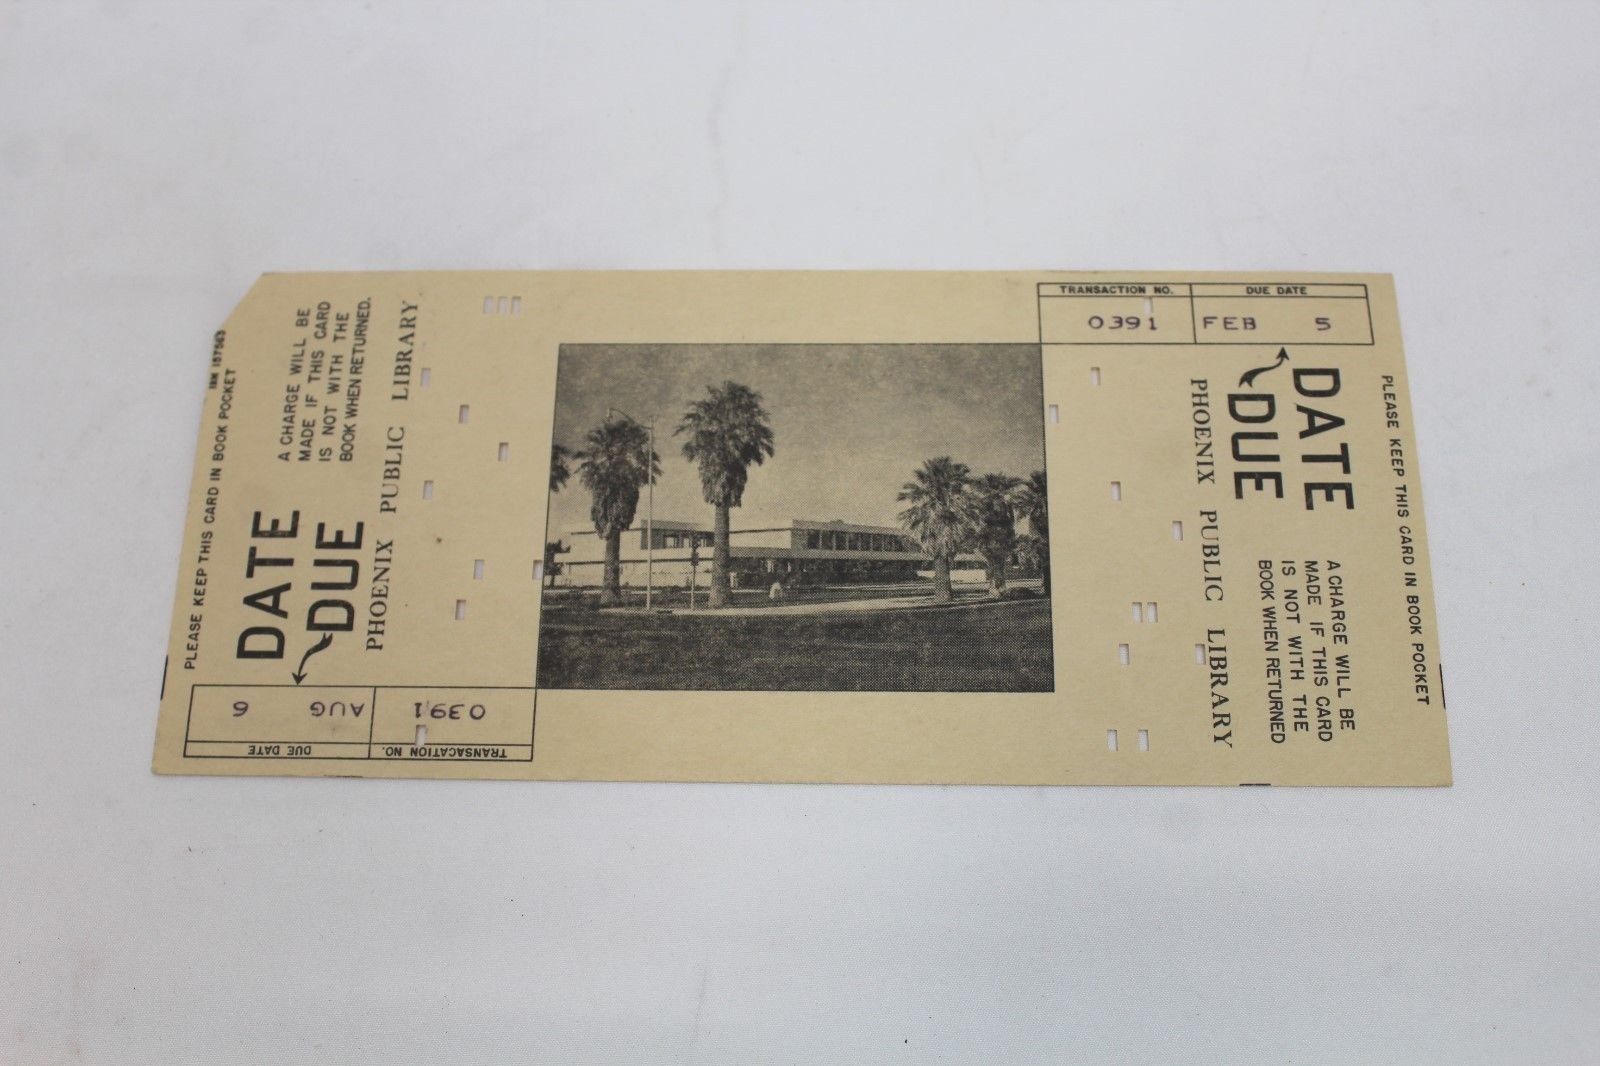 IBM 157563
PLEASE KEEP THIS CARD IN BOOK POCKET
A CHARGE WILL BE
MADE IF THIS CARD
IS NOT WITH THE
BOOK WHEN RETURNED.
DATE
DUE
PHOENIX PUBLIC LIBRARY
TRANSACATION NO.
DUE DATE
0391
AUG 6
TRANSACTION NO.
DUE DATE
0391
FEB 5
DATE
DUE
PHOENIX PUBLIC LIBRARY
A CHARGE WILL BE
MADE IF THIS CARD
IS NOT WITH THE
BOOK WHEN RETURNED
PLEASE KEEP THIS CARD IN BOOK POCKET